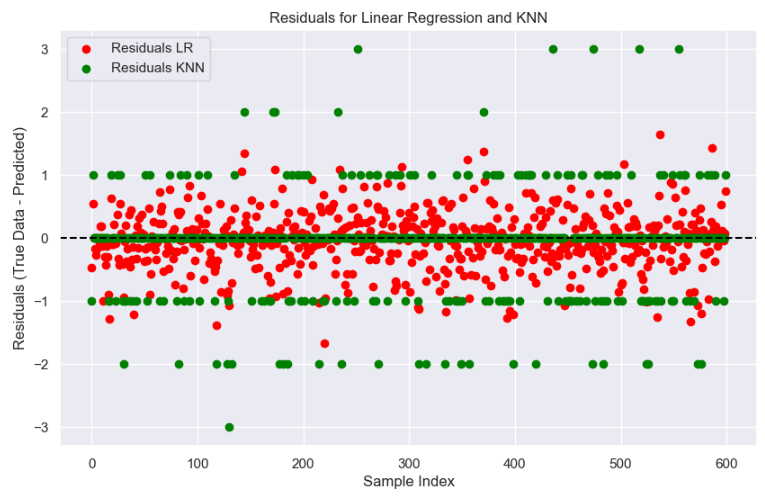 Residuals for Linear Regression and KNN
Residuals LR
Residuals KNN
Residuals (True Data - Predicted)
3
2
1
0
−1
−2
−3
0 100 200 300 400 500 600
Sample Index